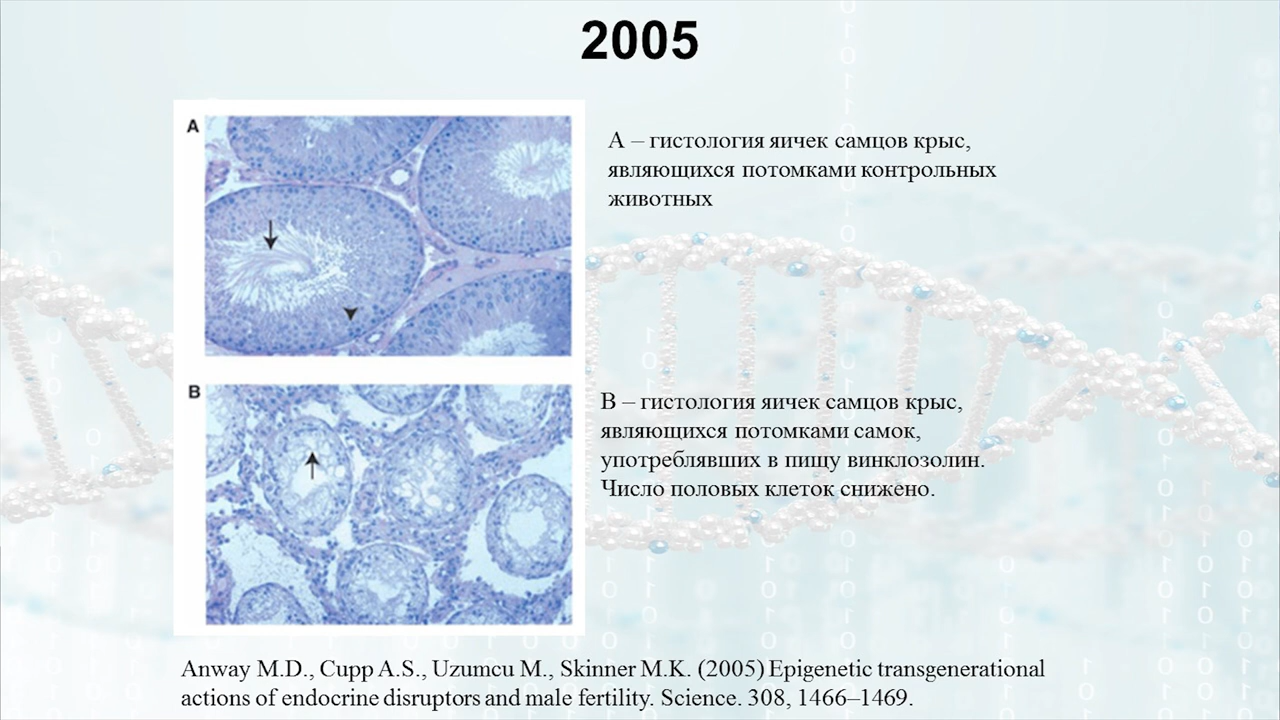 2005
A
А – гистология яичек самцов крыс,
являющихся потомками контрольных
животных
B
В – гистология яичек самцов крыс,
являющихся потомками самок,
употреблявших в пищу винклозолин.
Число половых клеток снижено.
Anway M.D., Cupp A.S., Uzumcu M., Skinner M.K. (2005) Epigenetic transgenerational
actions of endocrine disruptors and male fertility. Science. 308, 1466–1469.